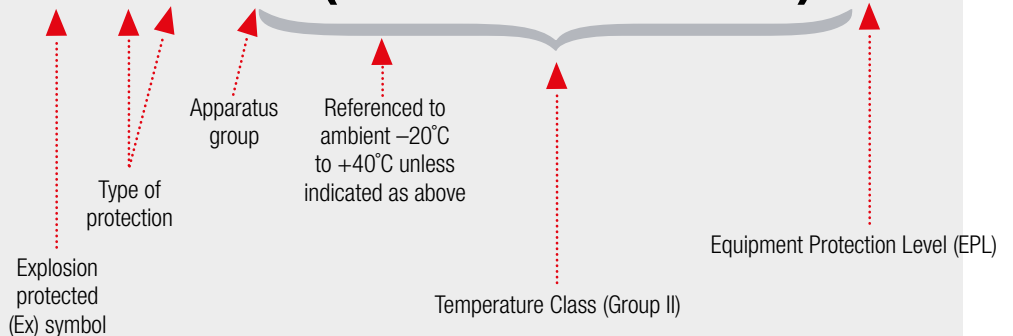 Apparatus
group
Referenced to
ambient –20˚C
to +40˚C unless
indicated as above
Type of
protection
Equipment Protection Level (EPL)
Explosion
protected
(Ex) symbol
Temperature Class (Group II)